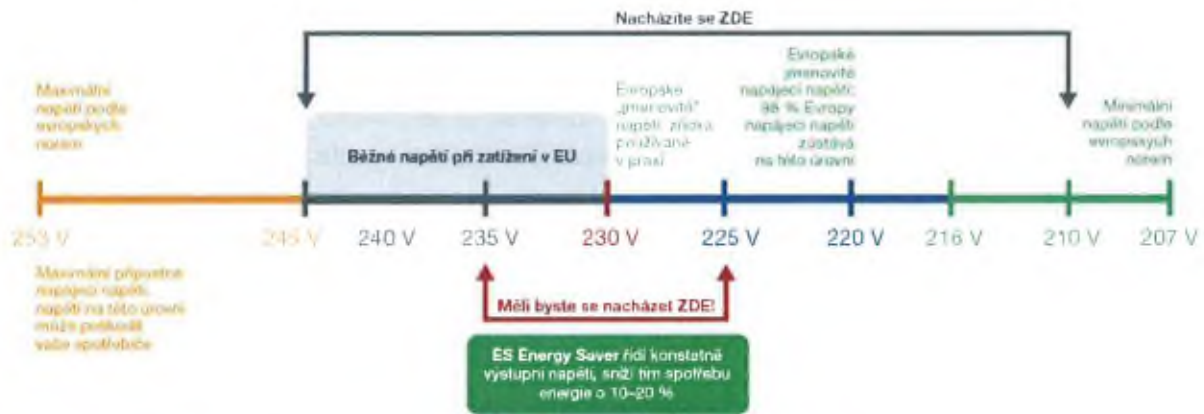 Nacházíte se ZDE
Maximální
napětí podle
evropských
norem
Běžné napětí při zatížení v EU
Evropské
„jmenovité“
napětí, zřídka
používané
v praxi
Evropské
jmenovité
napájecí napětí:
98 % Evropy
napájecí napětí
zůstává
na této úrovni
Minimální
napětí podle
evropských
norem
253 V
245 V
240 V
235 V
230 V
225 V
220 V
216 V
210 V
207 V
Maximální přípustné
napájecí napětí,
napětí na této úrovni
může poškodit
vaše spotřebiče
Měli byste se nacházet ZDE!
ES Energy Saver řídí konstatně
výstupní napětí, sníží tím spotřebu
energie o 10–20 %